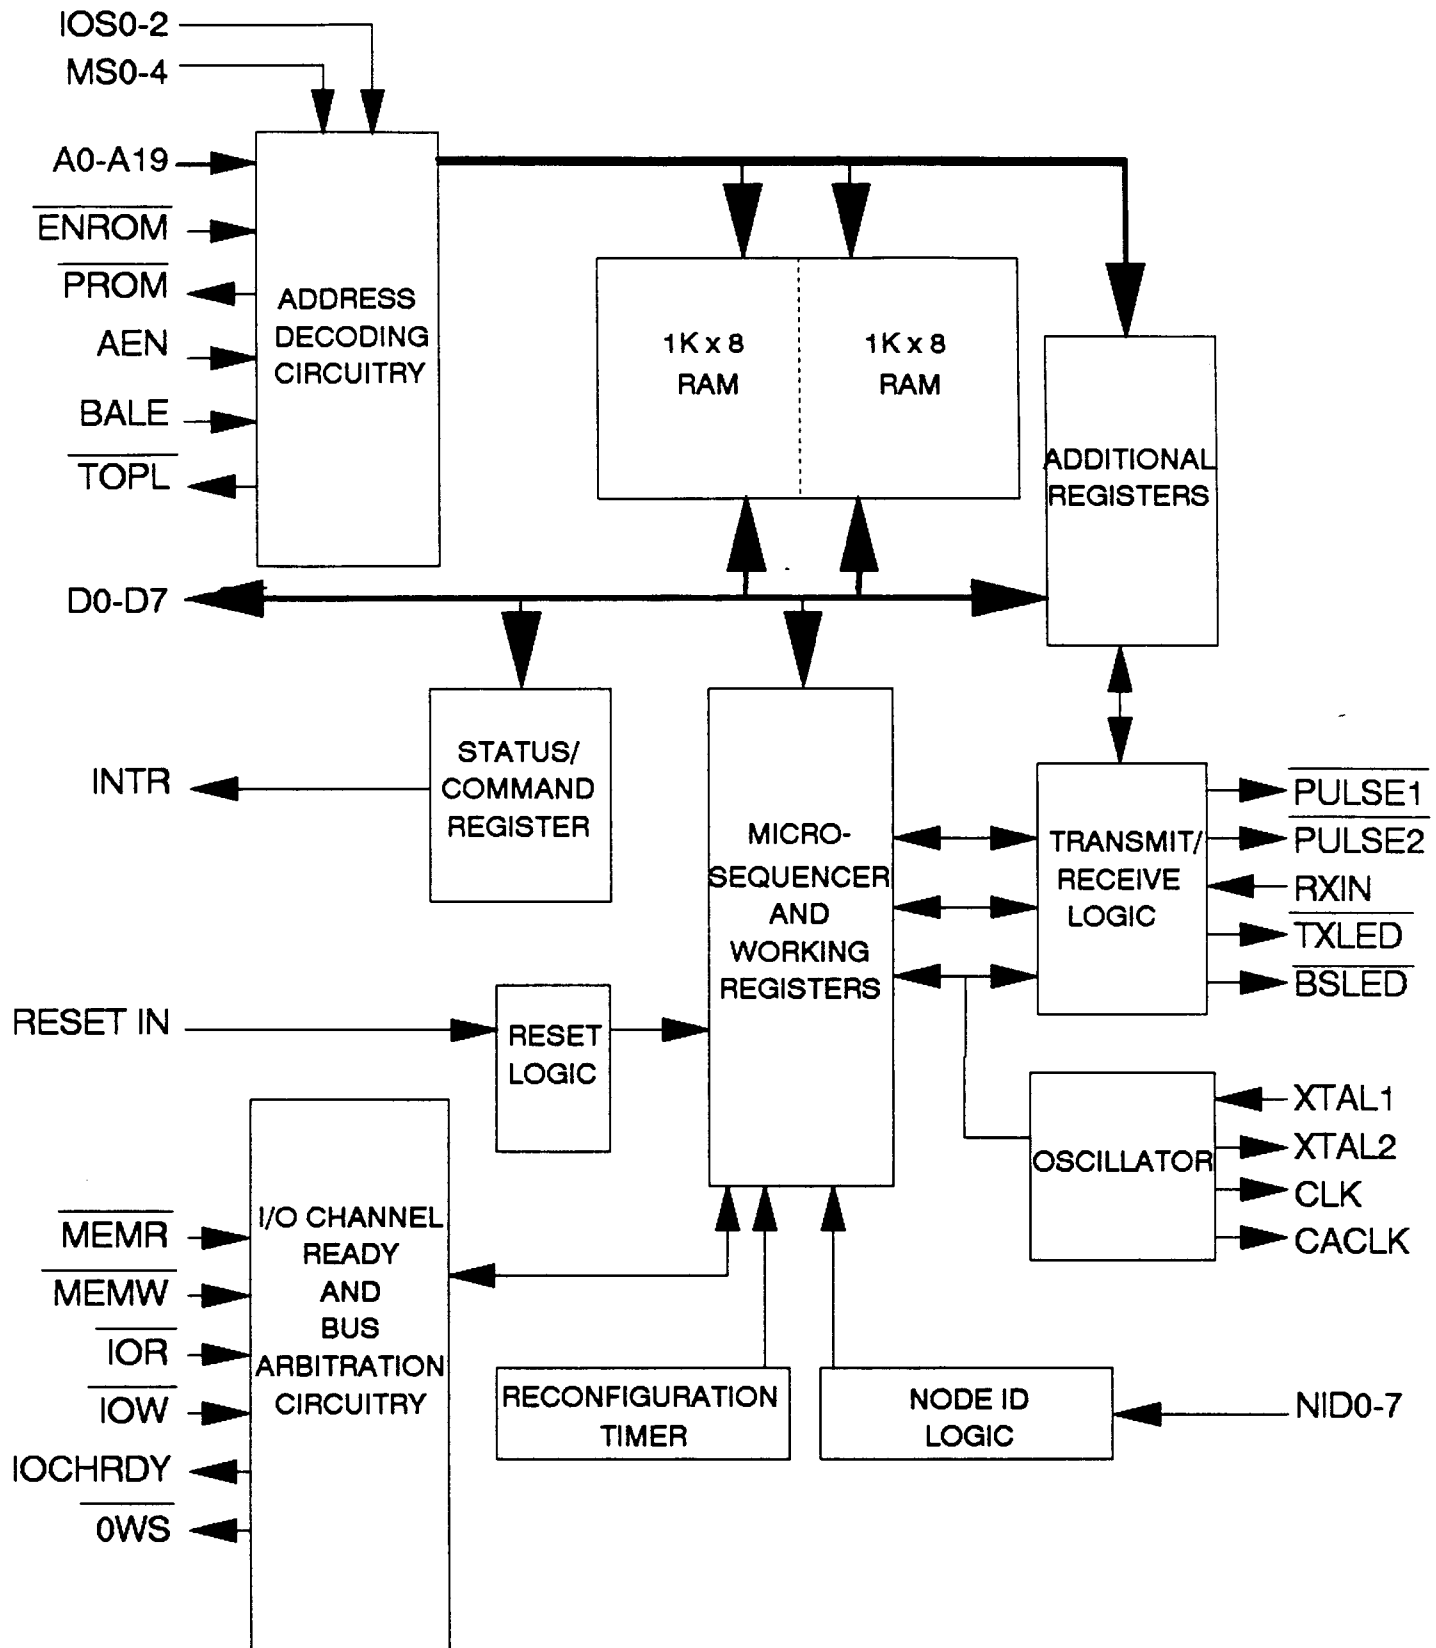 IOS0-2
MS0-4
A0-A19
ENROM
PROM
AEN
BALE
TOPL
ADDRESS
DECODING
CIRCUITRY
1K x 8
RAM
1K x 8
RAM
ADDITIONAL
REGISTERS
D0-D7
INTR
STATUS/
COMMAND
REGISTER
MICRO-
SEQUENCER
AND
WORKING
REGISTERS
TRANSMIT/
RECEIVE
LOGIC
PULSE1
PULSE2
RXIN
TXLED
BSLED
RESET IN
RESET
LOGIC
OSCILLATOR
XTAL1
XTAL2
CLK
CACLK
MEMR
MEMW
IOR
IOW
IOCHRDY
0WS
I/O CHANNEL
READY
AND
BUS
ARBITRATION
CIRCUITRY
RECONFIGURATION
TIMER
NODE ID
LOGIC
NID0-7